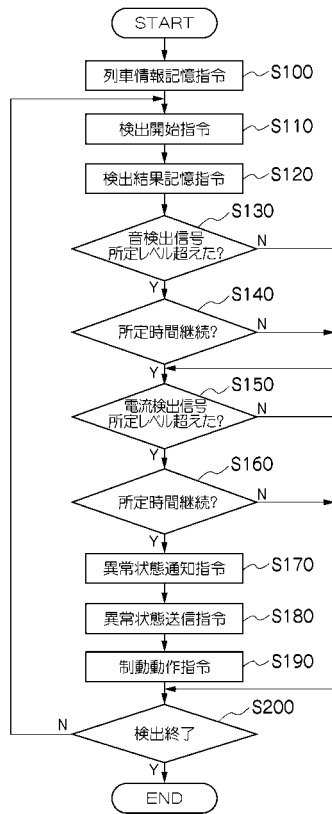 START
列車情報記憶指令 S100
検出開始指令 S110
検出結果記憶指令 S120
S130
音検出信号
所定レベル超えた?
N
Y
S140
所定時間継続?
N
Y
S150
電流検出信号
所定レベル超えた?
N
Y
S160
所定時間継続?
N
Y
異常状態通知指令 S170
異常状態送信指令 S180
制動動作指令 S190
S200
N
検出終了
Y
END